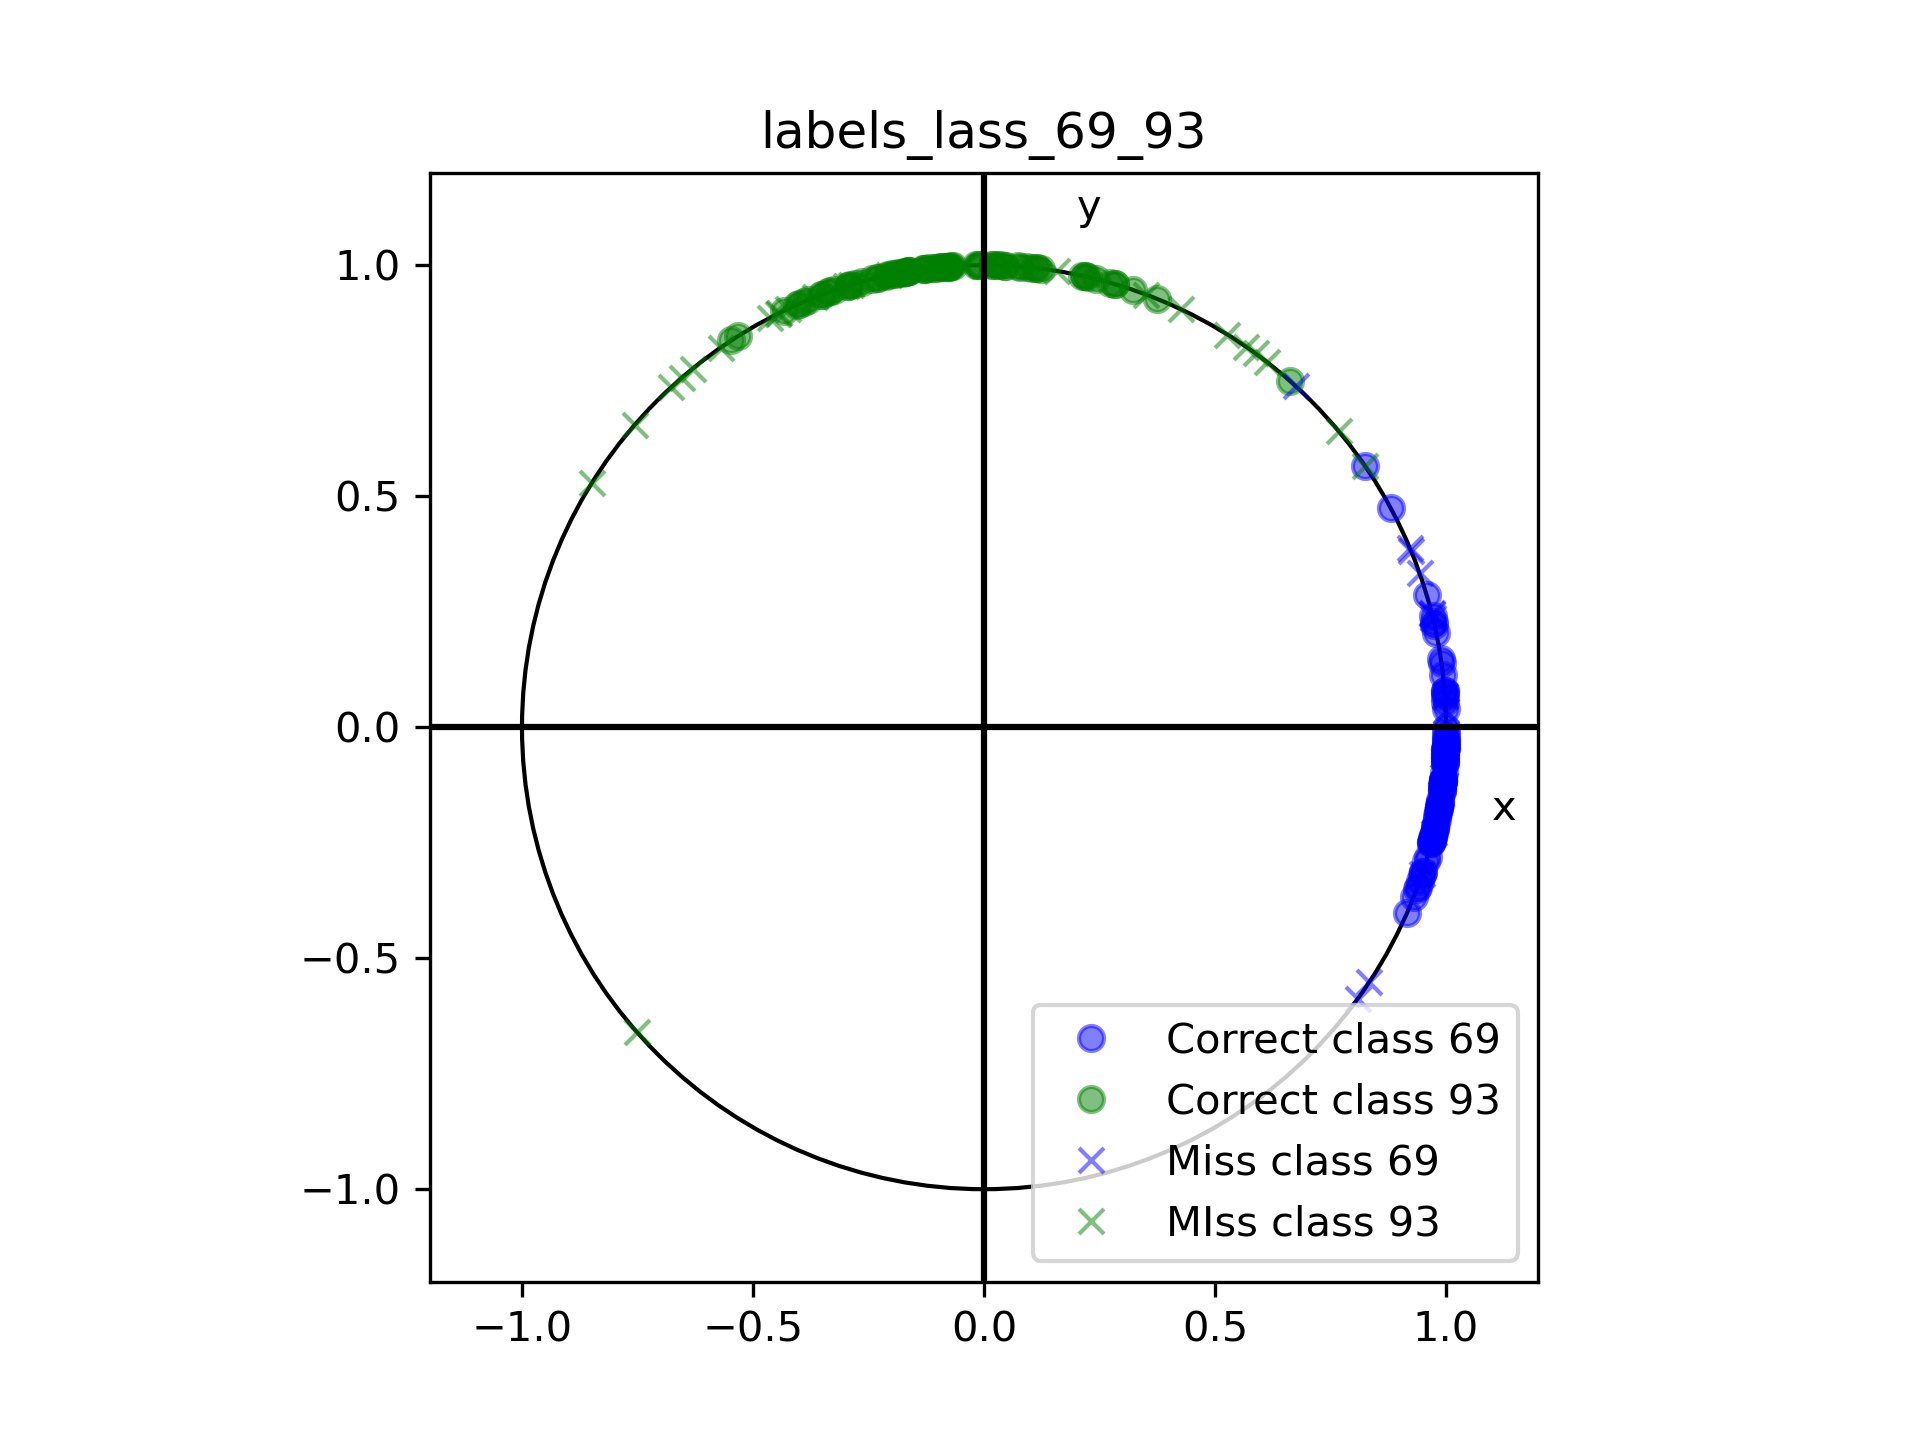 labels_lass_69_93
y
1.0
0.5
0.0
−0.5
−1.0
x
Correct class 69
Correct class 93
Miss class 69
MIss class 93
−1.0 −0.5 0.0 0.5 1.0